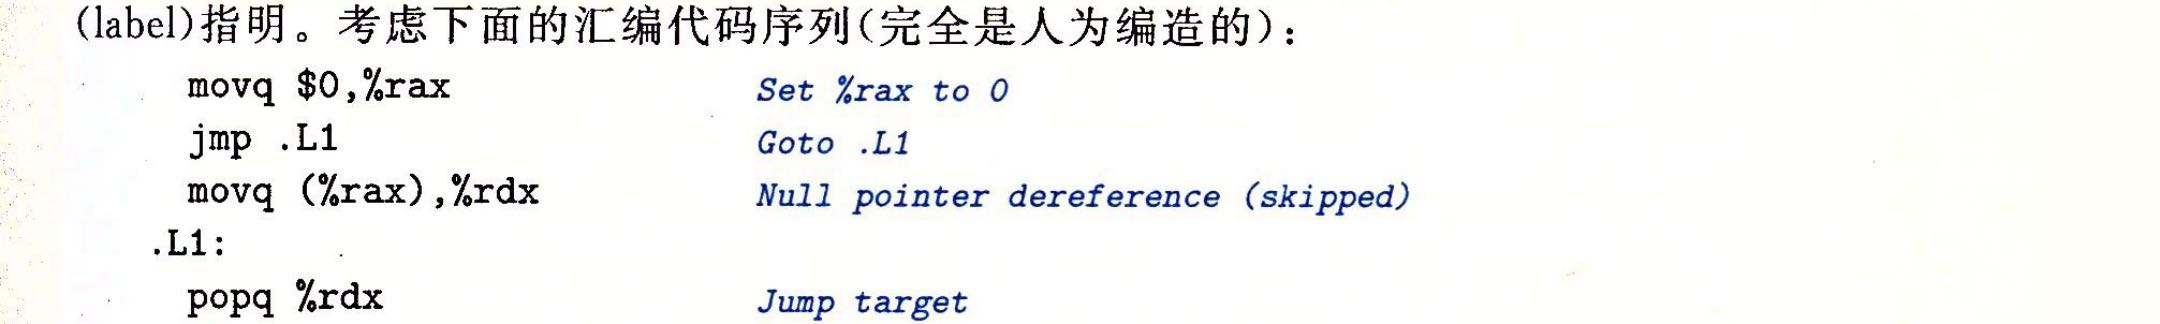 (label)指明。考虑下面的汇编代码序列(完全是人为编造的)：
movq $0,%rax Set %rax to 0
jmp .L1 Goto .L1
movq (%rax),%rdx Null pointer dereference (skipped)
.L1:
popq %rdx Jump target